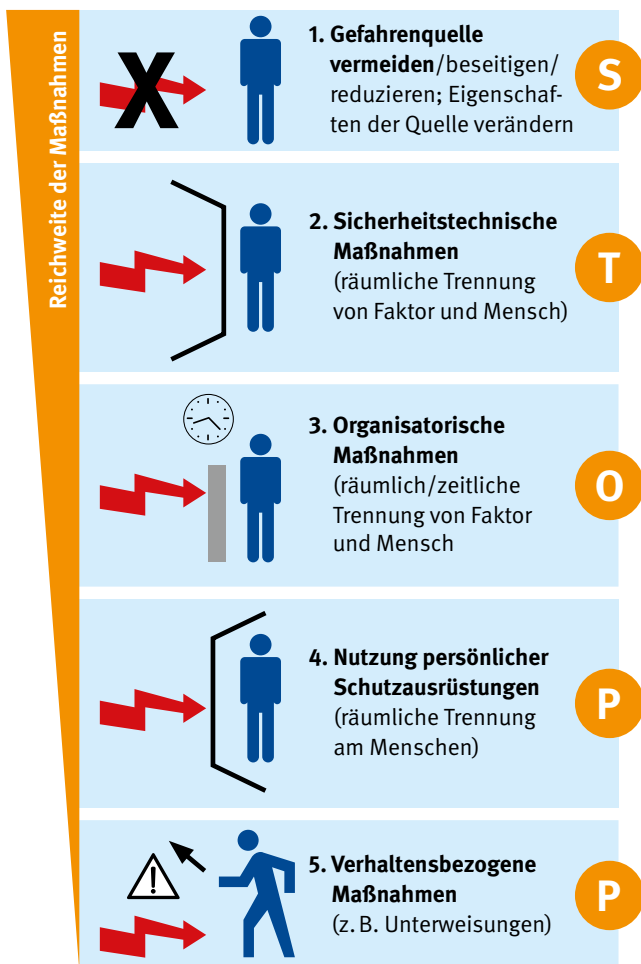 Reichweite der Maßnahmen
1. Gefahrenquelle
vermeiden/beseitigen/
reduzieren; Eigenschaf-
ten der Quelle verändern
S
2. Sicherheitstechnische
Maßnahmen
(räumliche Trennung
von Faktor und Mensch)
T
3. Organisatorische
Maßnahmen
(räumlich/zeitliche
Trennung von Faktor
und Mensch
O
4. Nutzung persönlicher
Schutzausrüstungen
(räumliche Trennung
am Menschen)
P
5. Verhaltensbezogene
Maßnahmen
(z. B. Unterweisungen)
P